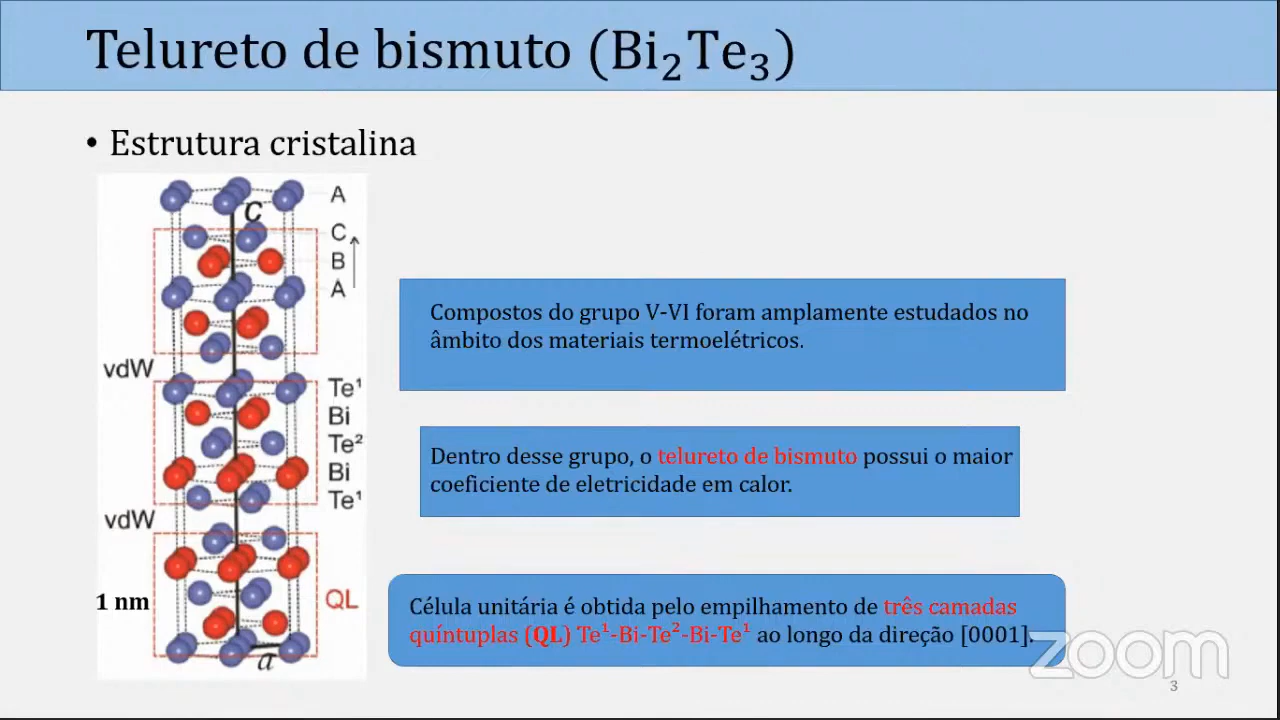 Telureto de bismuto (Bi₂Te₃)
• Estrutura cristalina
A
C
C
B
A
vdW
Te¹
Bi
Te²
Bi
Te¹
vdW
1 nm
QL
a
Compostos do grupo V-VI foram amplamente estudados no
âmbito dos materiais termoelétricos.
Dentro desse grupo, o telureto de bismuto possui o maior
coeficiente de eletricidade em calor.
Célula unitária é obtida pelo empilhamento de três camadas
quíntuplas (QL) Te¹-Bi-Te²-Bi-Te¹ ao longo da direção [0001].
zoom
3